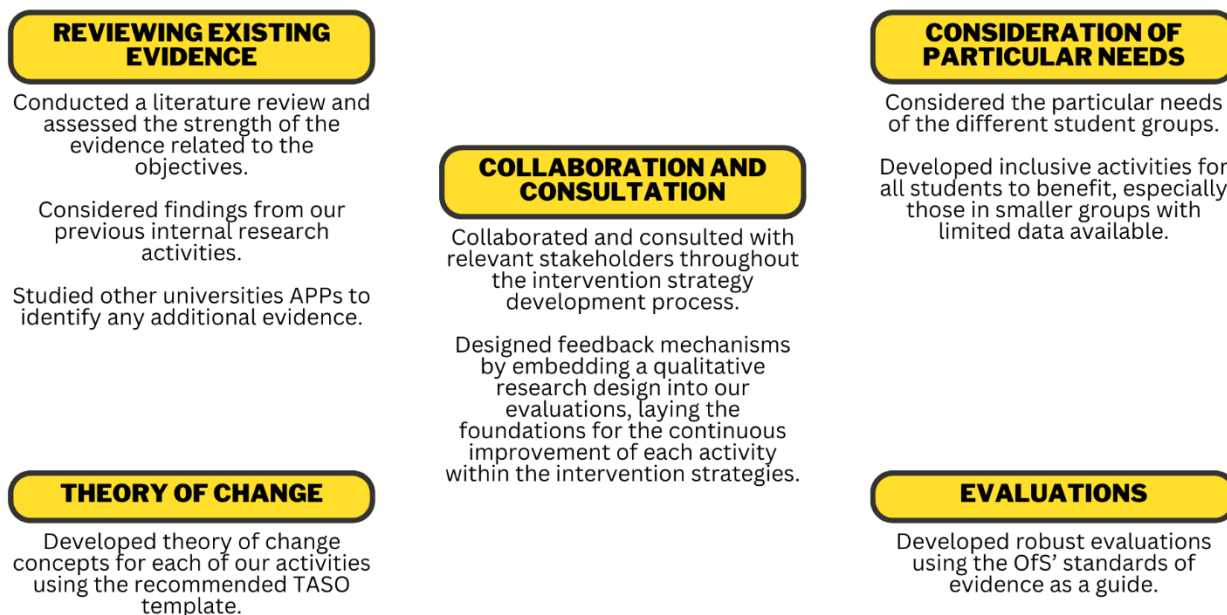 REVIEWING EXISTING
EVIDENCE
Conducted a literature review and
assessed the strength of the
evidence related to the
objectives.
Considered findings from our
previous internal research
activities.
Studied other universities APPs to
identify any additional evidence.
CONSIDERATION OF
PARTICULAR NEEDS
Considered the particular needs
of the different student groups.
Developed inclusive activities for
all students to benefit, especially
those in smaller groups with
limited data available.
COLLABORATION AND
CONSULTATION
Collaborated and consulted with
relevant stakeholders throughout
the intervention strategy
development process.
Designed feedback mechanisms
by embedding a qualitative
research design into our
evaluations, laying the
foundations for the continuous
improvement of each activity
within the intervention strategies.
THEORY OF CHANGE
Developed theory of change
concepts for each of our activities
using the recommended TASO
template.
EVALUATIONS
Developed robust evaluations
using the OfS' standards of
evidence as a guide.